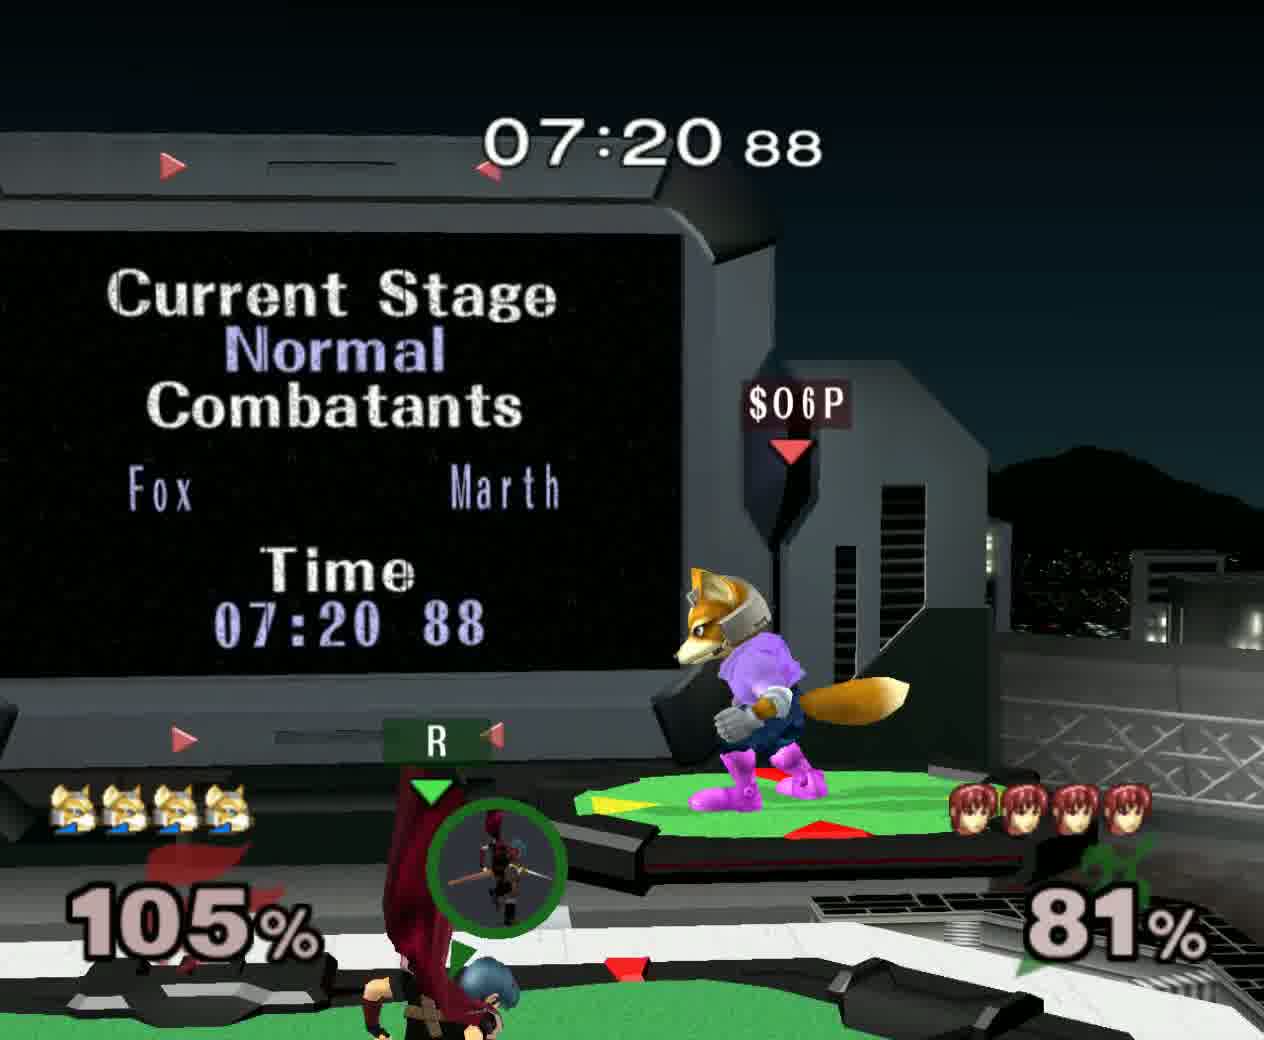 07:20 88
Current Stage
Normal
Combatants
$06P
Fox Marth
Time
07:20 88
R
105% 81%